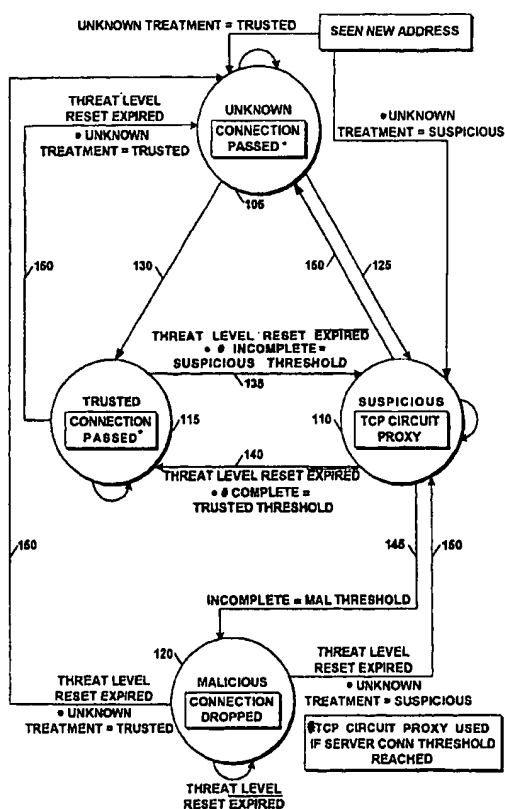 UNKNOWN TREATMENT = TRUSTED
SEEN NEW ADDRESS
THREAT LEVEL
RESET EXPIRED
• UNKNOWN
TREATMENT = TRUSTED
UNKNOWN
CONNECTION
PASSED*
105
• UNKNOWN
TREATMENT = SUSPICIOUS
150
130
150
125
THREAT LEVEL RESET EXPIRED
• # INCOMPLETE =
SUSPICIOUS THRESHOLD
135
TRUSTED
CONNECTION
PASSED*
115
SUSPICIOUS
TCP CIRCUIT
PROXY
110
140
THREAT LEVEL RESET EXPIRED
• # COMPLETE =
TRUSTED THRESHOLD
150
145
150
INCOMPLETE = MAL THRESHOLD
120
MALICIOUS
CONNECTION
DROPPED
THREAT LEVEL
RESET EXPIRED
• UNKNOWN
TREATMENT = TRUSTED
THREAT LEVEL
RESET EXPIRED
• UNKNOWN
TREATMENT = SUSPICIOUS
TCP CIRCUIT PROXY USED
IF SERVER CONN THRESHOLD
REACHED
THREAT LEVEL
RESET EXPIRED